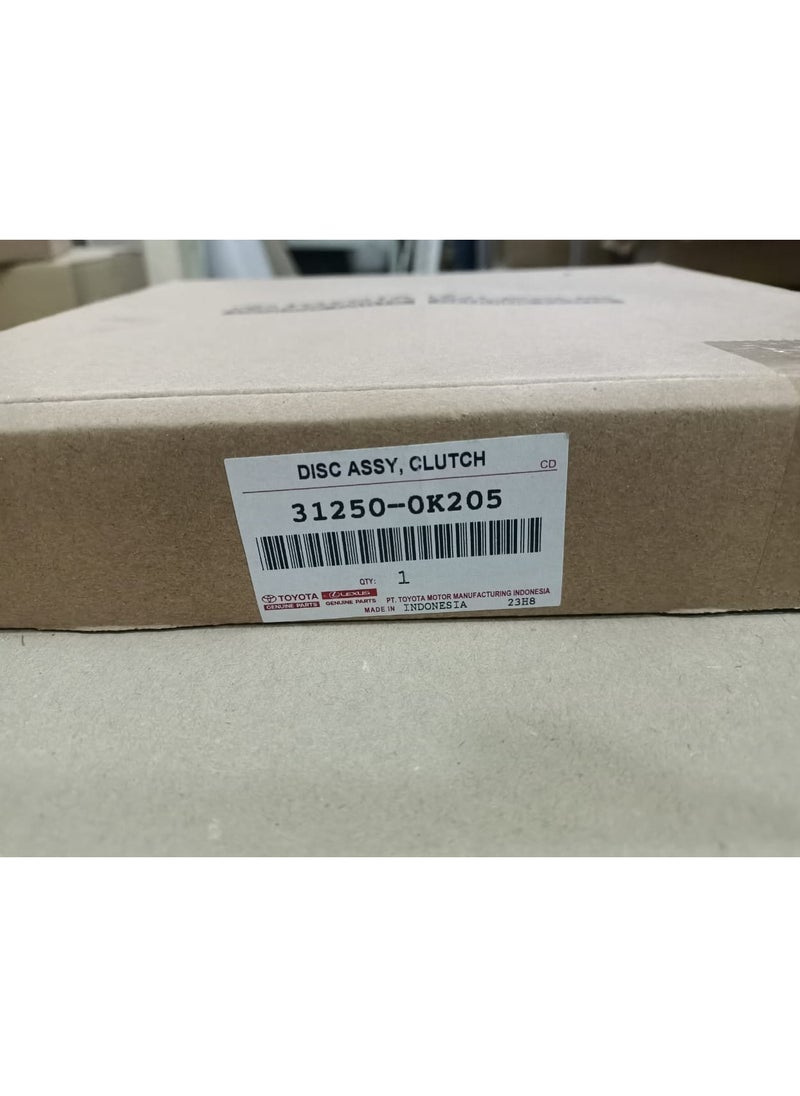 DISC ASSY, CLUTCH
CD
31250-0K205
QTY: 1
TOYOTA LEXUS
GENUINE PARTS GENUINE PARTS
PT. TOYOTA MOTOR MANUFACTURING INDONESIA
MADE IN INDONESIA 23H8